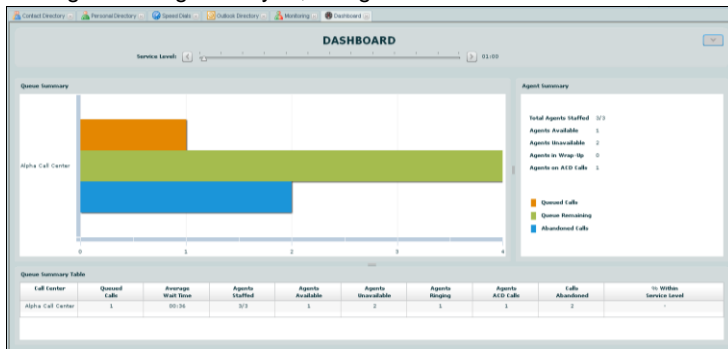 Contact Directory
Personal Directory
Speed Dials
Outlook Directory
Monitoring
Dashboard
DASHBOARD
Service Level:
01/00
Queue Summary
Agent Summary
Alpha Call Center
0 1 2 3 4
Total Agents Staffed 3/3
Agents Available 1
Agents Unavailable 2
Agents in Wrap-Up 0
Agents on ACD Calls 1
Queued Calls
Queue Remaining
Abandoned Calls
Queue Summary Table
Call Center Queued Calls Average Wait Time Agents Staffed Agents Available Agents Unavailable Agents Ringing Agents ACD Calls Calls Abandoned % Within Service Level
Alpha Call Center 1 00:36 3/3 1 2 1 1 2 -